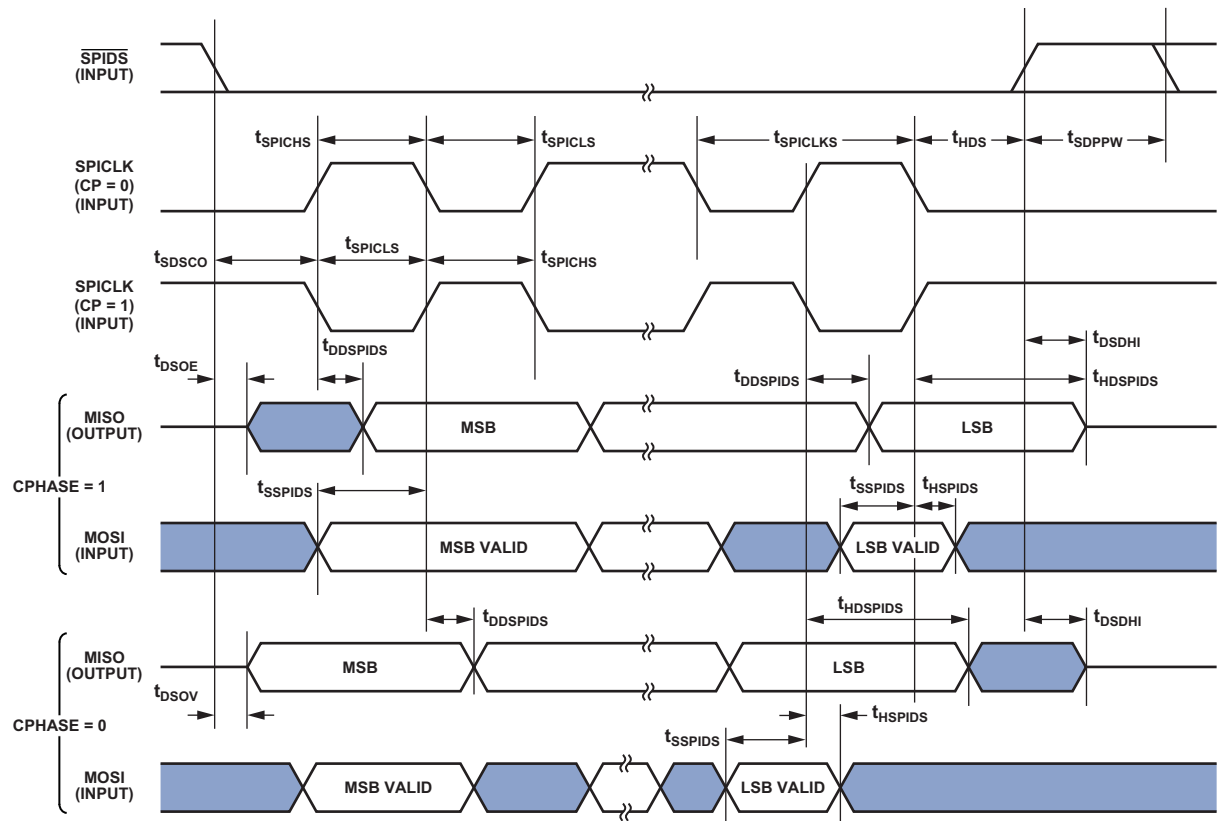 SPIDS
(INPUT)
tSPICHS
tSPICLS
tSPICLKS
tHDS
tSDPPW
SPICLK
(CP = 0)
(INPUT)
tSDSCO
tSPICLS
tSPICHS
SPICLK
(CP = 1)
(INPUT)
tDSOE
tDDSPIDS
tDDSPIDS
tDSDHI
tHDSPIDS
CPHASE = 1
MISO
(OUTPUT)
MSB
LSB
tSSPIDS
tSSPIDS
tHSPIDS
MOSI
(INPUT)
MSB VALID
LSB VALID
tDDSPIDS
tHDSPIDS
tDSDHI
CPHASE = 0
MISO
(OUTPUT)
MSB
LSB
tDSOV
tHSPIDS
tSSPIDS
MOSI
(INPUT)
MSB VALID
LSB VALID